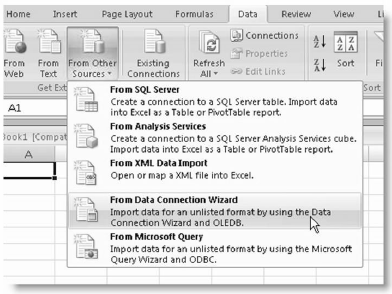 Home Insert Page Layout Formulas Data Review View
From Web
From Text
From Other Sources
Existing Connections
Refresh All
Connections
Properties
Edit Links
Sort
Get Ext
Sort
A1
Book1 [Compat
A
From SQL Server
Create a connection to a SQL Server table. Import data
into Excel as a Table or PivotTable report.
From Analysis Services
Create a connection to a SQL Server Analysis Services cube.
Import data into Excel as a Table or PivotTable report.
From XML Data Import
Open or map a XML file into Excel.
From Data Connection Wizard
Import data for an unlisted format by using the Data
Connection Wizard and OLEDB.
From Microsoft Query
Import data for an unlisted format by using the Microsoft
Query Wizard and ODBC.